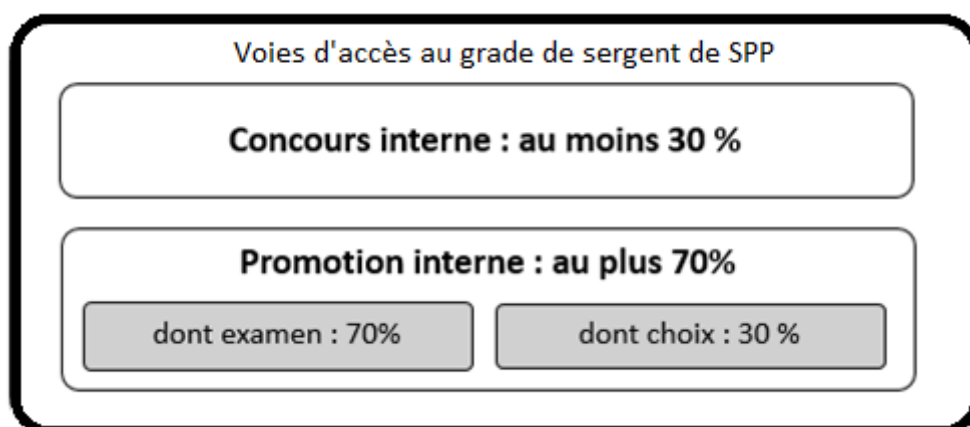 Voies d'accès au grade de sergent de SPP
Concours interne : au moins 30 %
Promotion interne : au plus 70%
dont examen : 70%
dont choix : 30 %